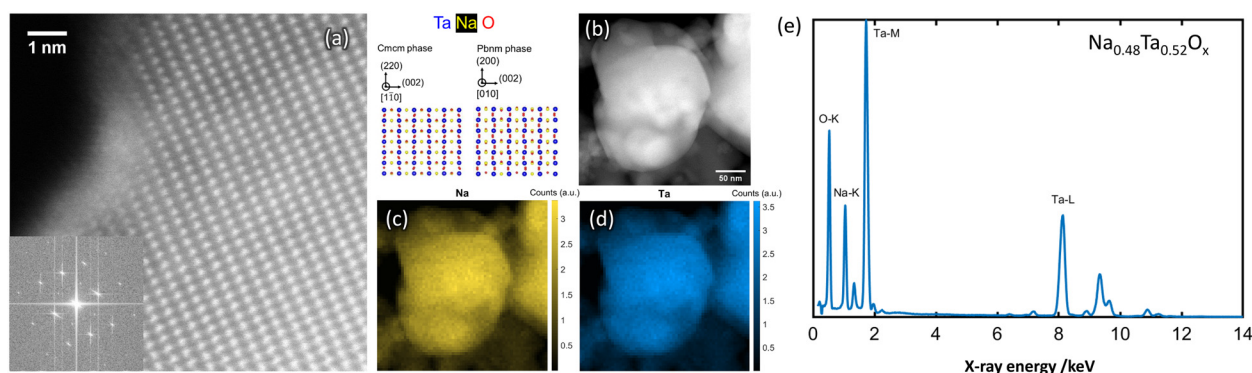 1 nm
(a)
Ta Na O
Cmcm phase
(220)
(002)
[11̄0]
Pbnm phase
(200)
(002)
[010]
(b)
50 nm
Na
Counts (a.u.)
(c)
3
2.5
2
1.5
1
0.5
Ta
Counts (a.u.)
(d)
3.5
3
2.5
2
1.5
1
0.5
(e)
Na0.48Ta0.52Ox
Ta-M
O-K
Na-K
Ta-L
0 2 4 6 8 10 12 14
X-ray energy /keV